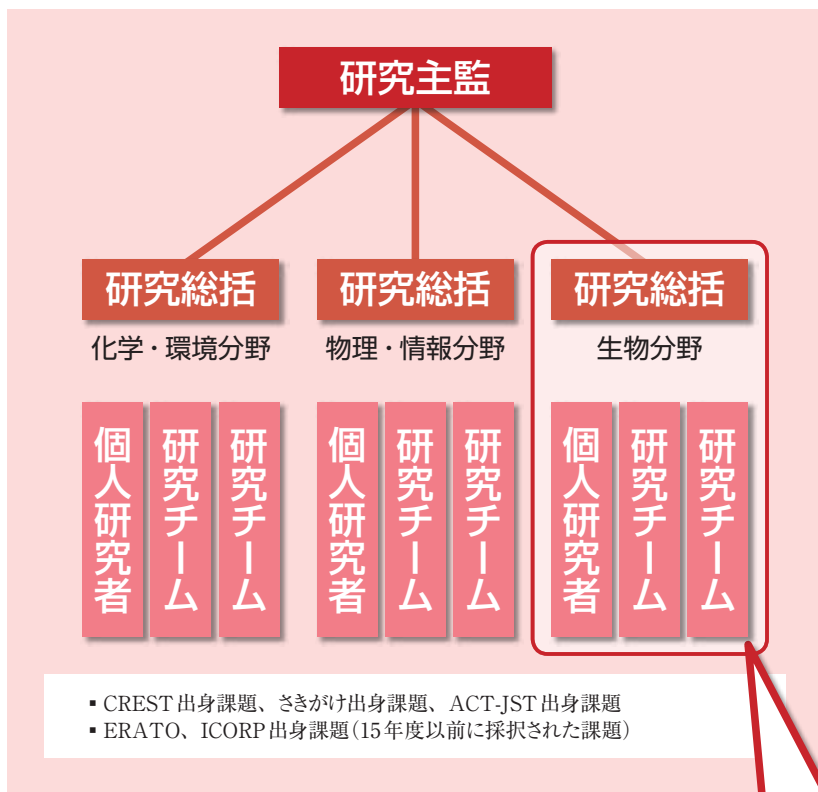 研究主監
研究総括
化学・環境分野
個人研究者
研究チーム
研究チーム
研究総括
物理・情報分野
個人研究者
研究チーム
研究チーム
研究総括
生物分野
個人研究者
研究チーム
研究チーム
▪ CREST出身課題、さきがけ出身課題、ACT-JST出身課題
▪ ERATO、ICORP出身課題(15年度以前に採択された課題)